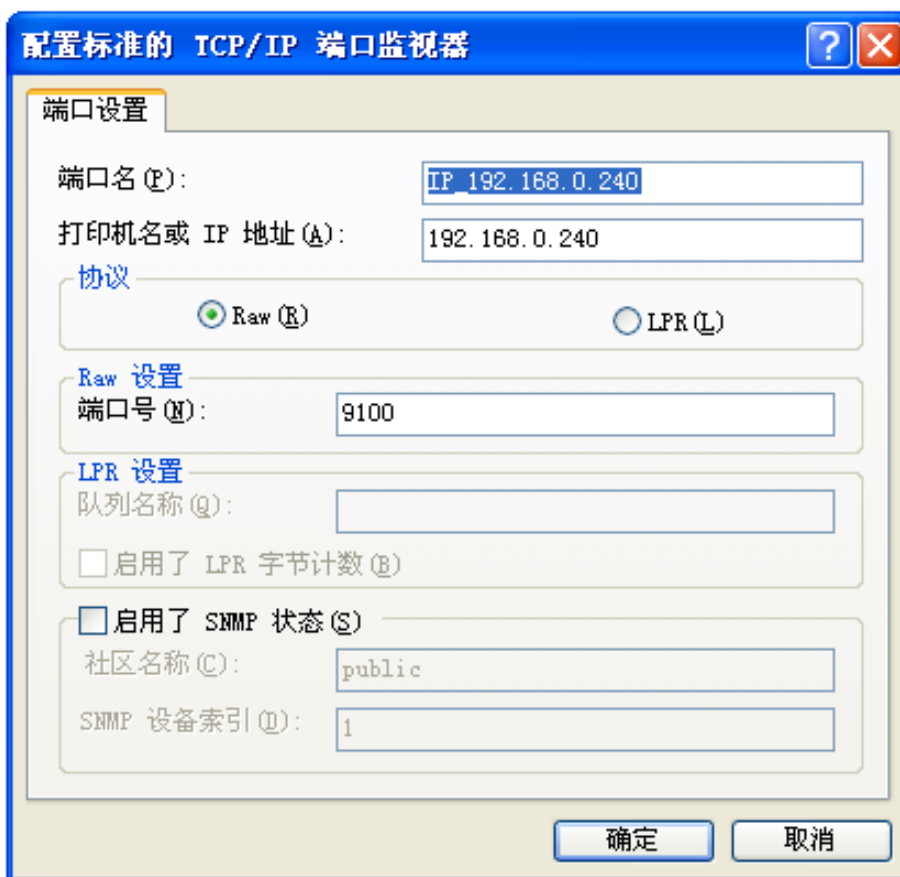 配置标准的 TCP/IP 端口监视器
端口设置
端口名(P): IP_192.168.0.240
打印机名或 IP 地址(A): 192.168.0.240
协议
Raw(R) LPR(L)
Raw 设置
端口号(N): 9100
LPR 设置
队列名称(Q):
启用了 LPR 字节计数(B)
启用了 SNMP 状态(S)
社区名称(C): public
SNMP 设备索引(D): 1
确定 取消